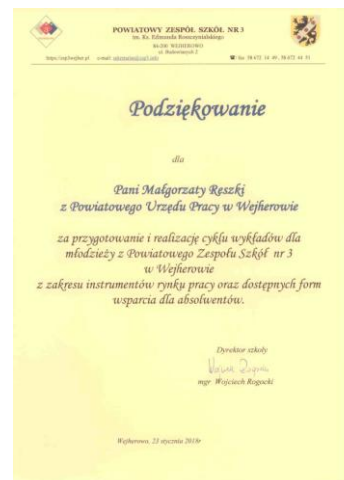 POWIATOWY ZESPÓŁ SZKÓŁ NR 3
im. Ks. Edmunda Roszczynialskiego
84-200 WEJHEROWO
ul. Budowlanych 2
Podziękowanie
dla
Pani Małgorzaty Reszki
z Powiatowego Urzędu Pracy w Wejherowie
za przygotowanie i realizację cyklu wykładów dla
młodzieży z Powiatowego Zespołu Szkół nr 3
w Wejherowie
z zakresu instrumentów rynku pracy oraz dostępnych form
wsparcia dla absolwentów.
Dyrektor szkoły
mgr Wojciech Rogocki
Wejherowo, 23 stycznia 2018r